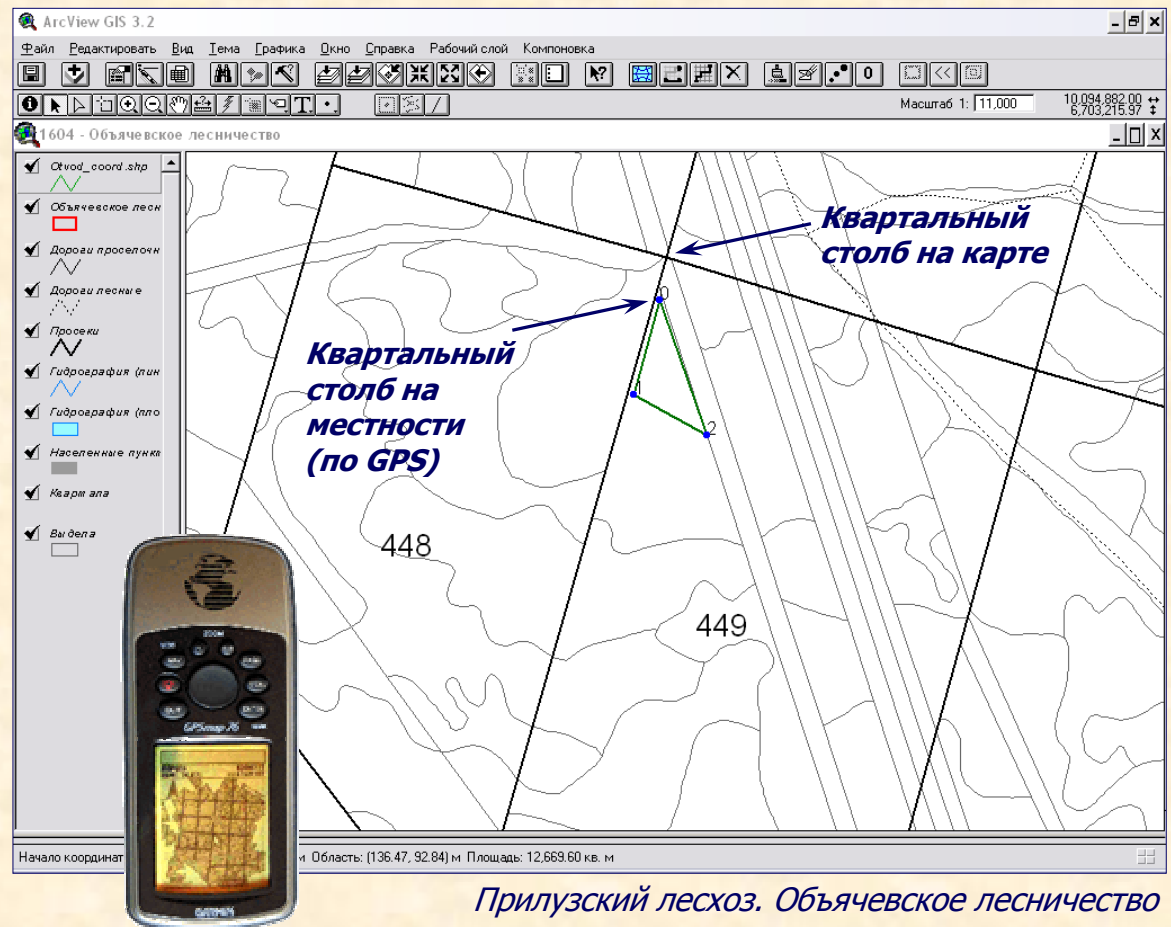 ArcView GIS 3.2
Файл Редактировать Вид Тема Графика Окно Справка Рабочий слой Компоновка
Масштаб 1: 11,000
10,094,882.00
6,703,215.97
1604 - Объячевское лесничество
Otvod_coord.shp
Объячевское лесн
Дороги проселочн
Дороги лесные
Просеки
Гидрография (лин
Гидрография (пло
Населенные пункт
Квартала
Выдела
Квартальный
столб на карте
0
Квартальный
столб на
местности
(по GPS)
1
2
448
449
ZOOM
GPSmap 76
GARMIN
Начало координат
м Область: (136.47, 92.84) м Площадь: 12,669.60 кв. м
Прилузский лесхоз. Объячевское лесничество